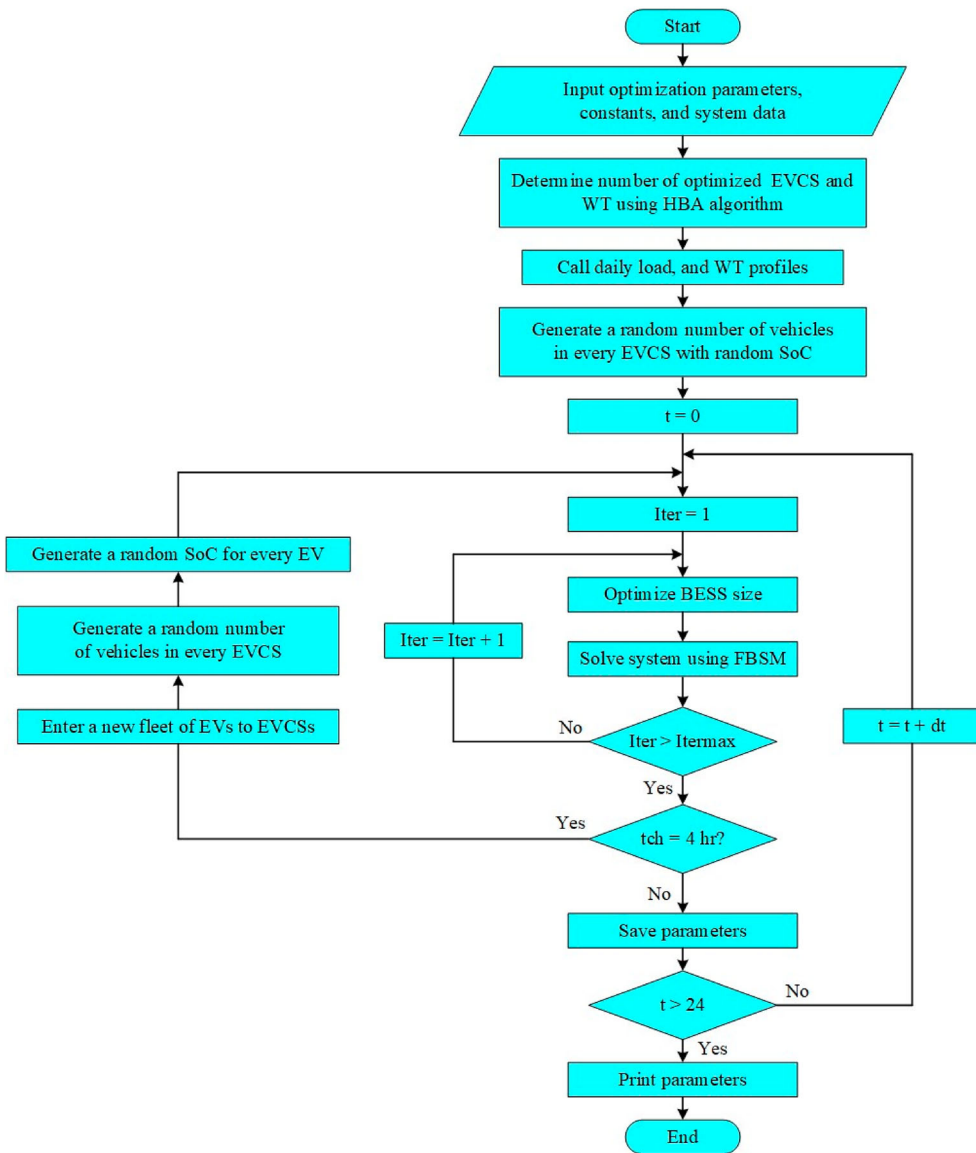 Start
Input optimization parameters,
constants, and system data
Determine number of optimized EVCS and
WT using HBA algorithm
Call daily load, and WT profiles
Generate a random number of vehicles
in every EVCS with random SoC
t = 0
Iter = 1
Generate a random SoC for every EV
Optimize BESS size
Generate a random number
of vehicles in every EVCS
Iter = Iter + 1
Solve system using FBSM
Enter a new fleet of EVs to EVCSs
t = t + dt
No
Iter > Itermax
Yes
Yes
tch = 4 hr?
No
Save parameters
t > 24
No
Yes
Print parameters
End